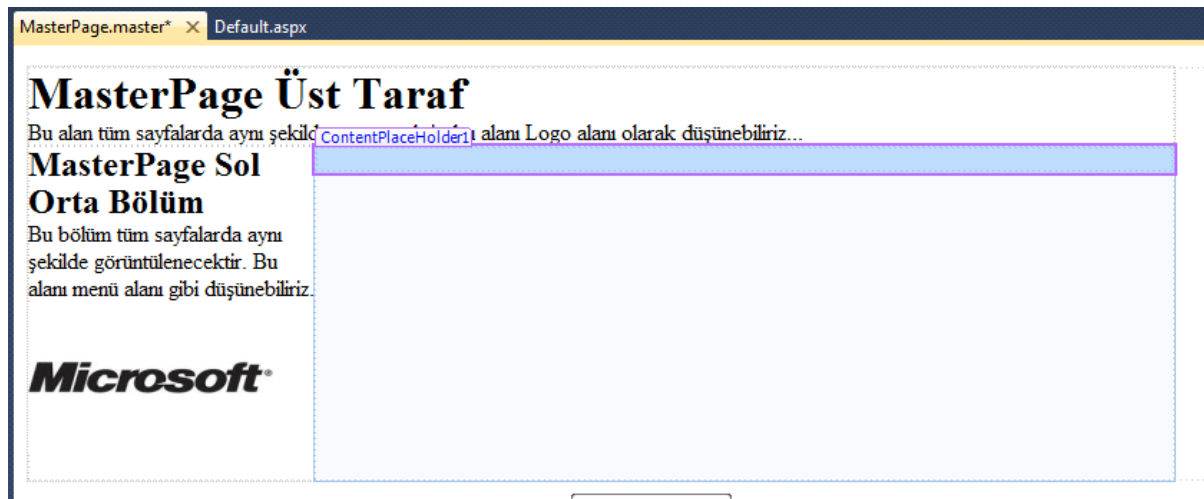 MasterPage.master* Default.aspx
MasterPage Üst Taraf
Bu alan tüm sayfalarda aynı alanı Logo alanı olarak düşünebiliriz...
ContentPlaceHolder1
MasterPage Sol
Orta Bölüm
Bu bölüm tüm sayfalarda aynı
şekilde görüntülenecektir. Bu
alanı menü alanı gibi düşünebiliriz.
Microsoft